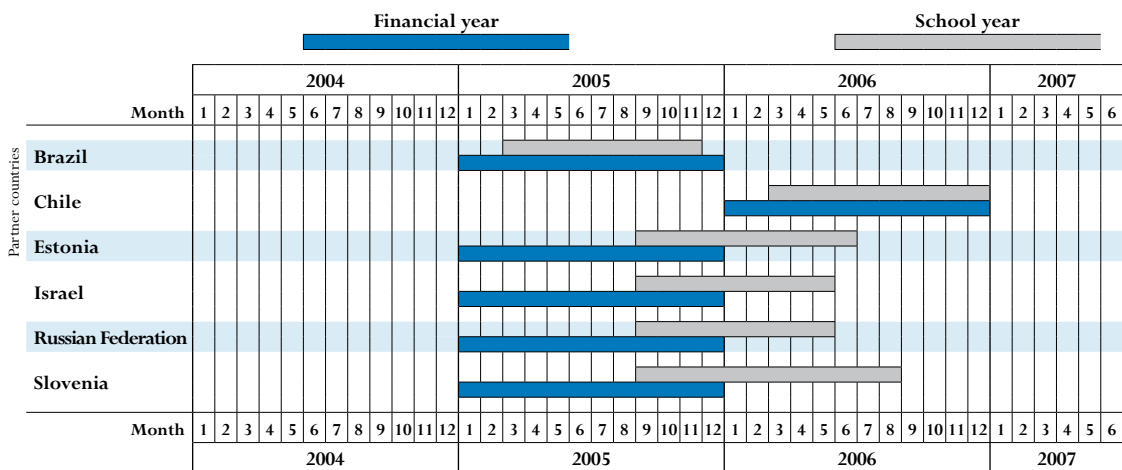 Financial year School year
2004 2005 2006 2007
Month 1 2 3 4 5 6 7 8 9 10 11 12 1 2 3 4 5 6 7 8 9 10 11 12 1 2 3 4 5 6 7 8 9 10 11 12 1 2 3 4 5 6
Partner countries
Brazil
Chile
Estonia
Israel
Russian Federation
Slovenia
Month 1 2 3 4 5 6 7 8 9 10 11 12 1 2 3 4 5 6 7 8 9 10 11 12 1 2 3 4 5 6 7 8 9 10 11 12 1 2 3 4 5 6
2004 2005 2006 2007